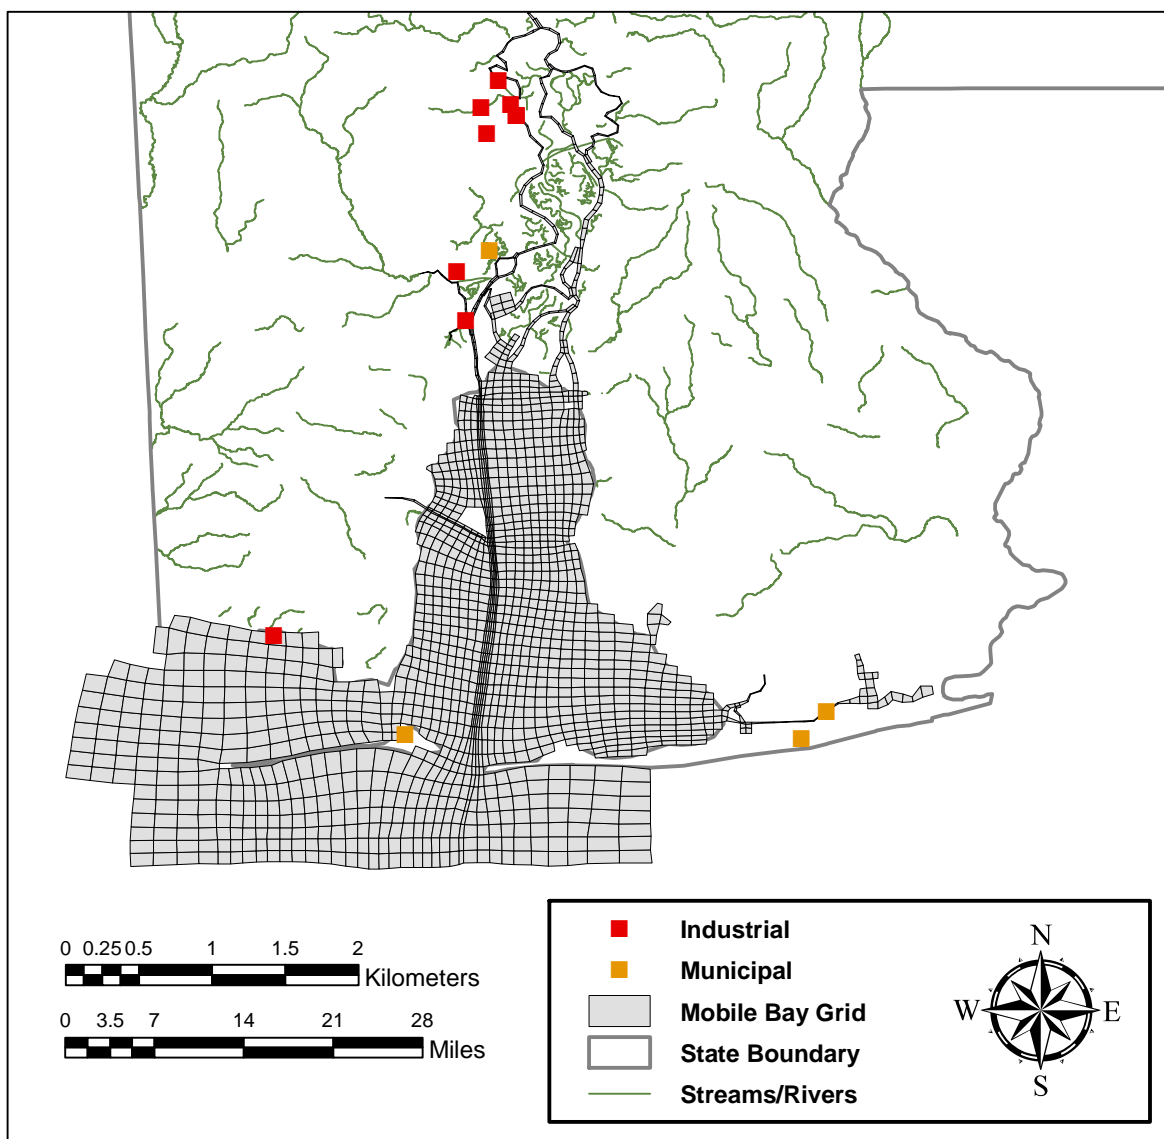 Industrial
Municipal
Mobile Bay Grid
State Boundary
Streams/Rivers
N
W E
S
0 0.25 0.5 1 1.5 2
Kilometers
0 3.5 7 14 21 28
Miles